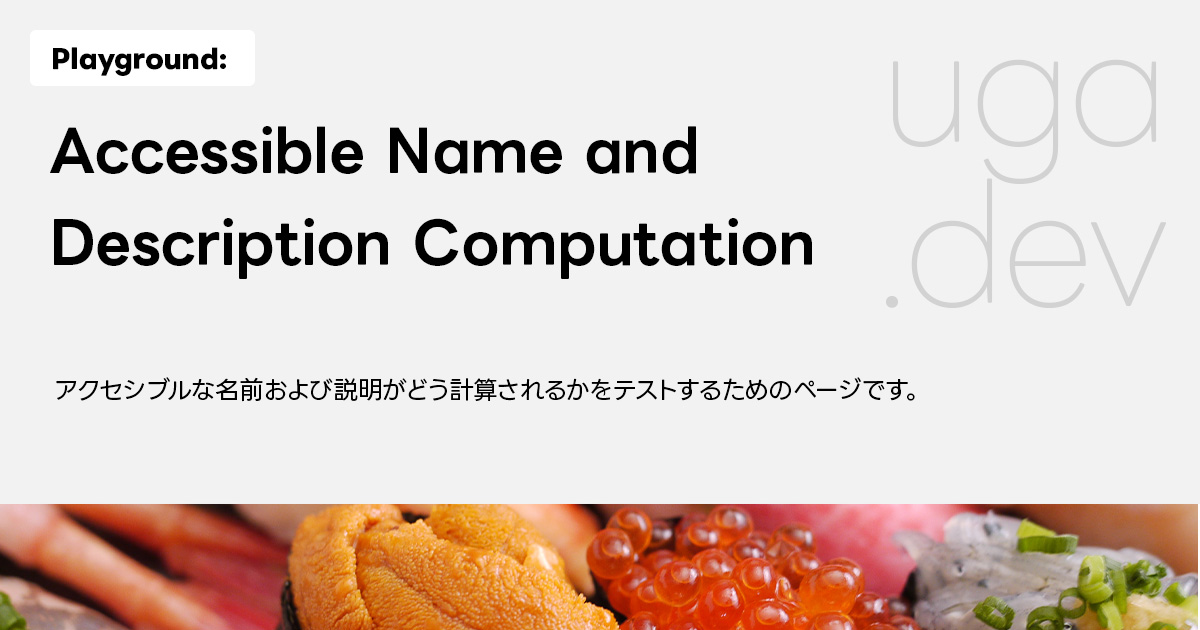 Playground:
Accessible Name and
Description Computation
uga
.dev
アクセシブルな名前および説明がどう計算されるかをテストするためのページです。